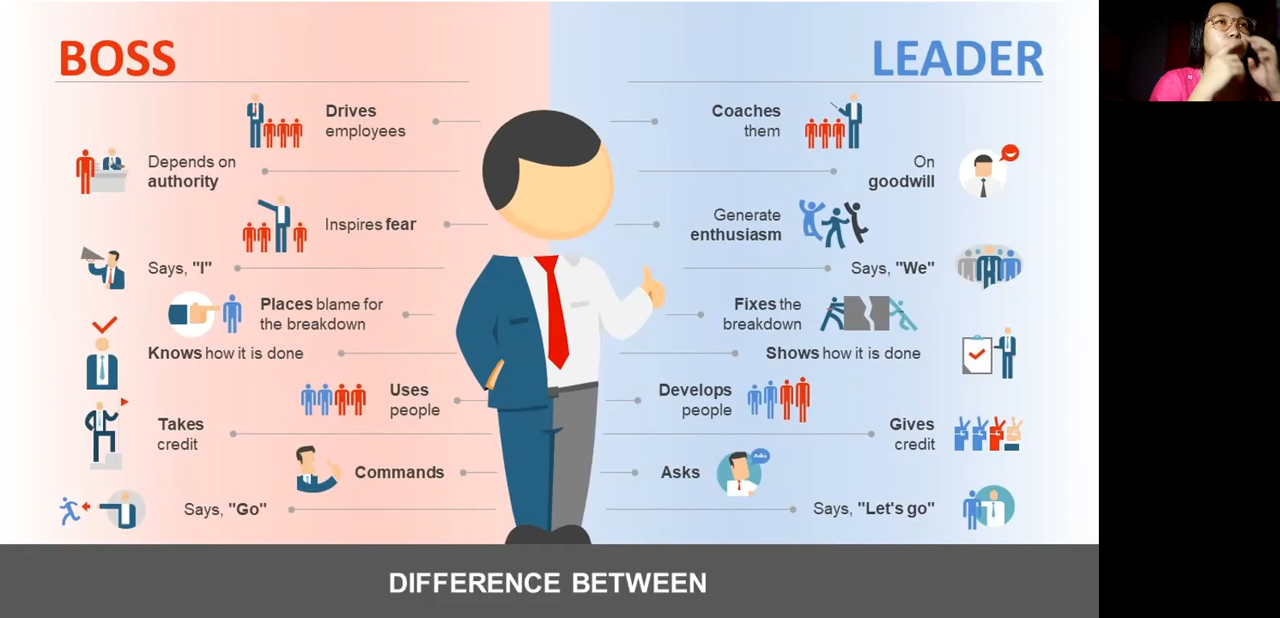 BOSS
LEADER
Drives
employees
Coaches
them
Depends on
authority
On
goodwill
Inspires fear
Generate
enthusiasm
Says, "I"
Says, "We"
Places blame for
the breakdown
Fixes the
breakdown
Knows how it is done
Shows how it is done
Uses
people
Develops
people
Takes
credit
Gives
credit
Commands
Asks
Asks
Says, "Go"
Says, "Let's go"
DIFFERENCE BETWEEN